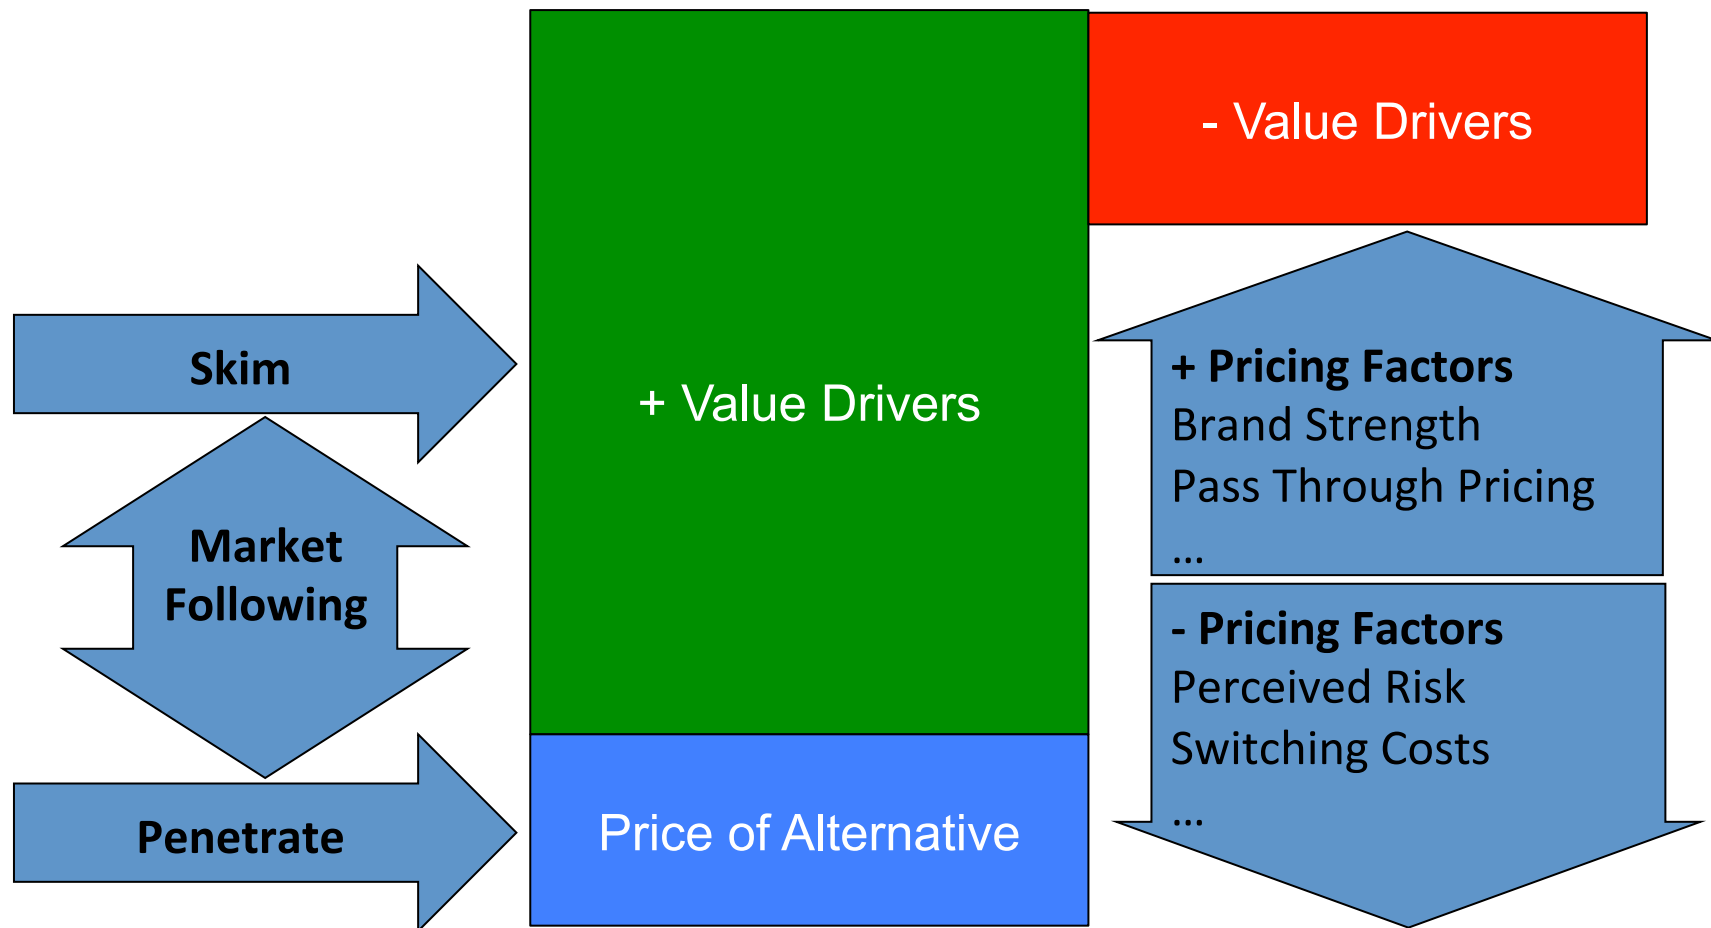 - Value Drivers
Skim
+ Value Drivers
+ Pricing Factors
Brand Strength
Pass Through Pricing
...
Market
Following
- Pricing Factors
Perceived Risk
Switching Costs
...
Penetrate
Price of Alternative